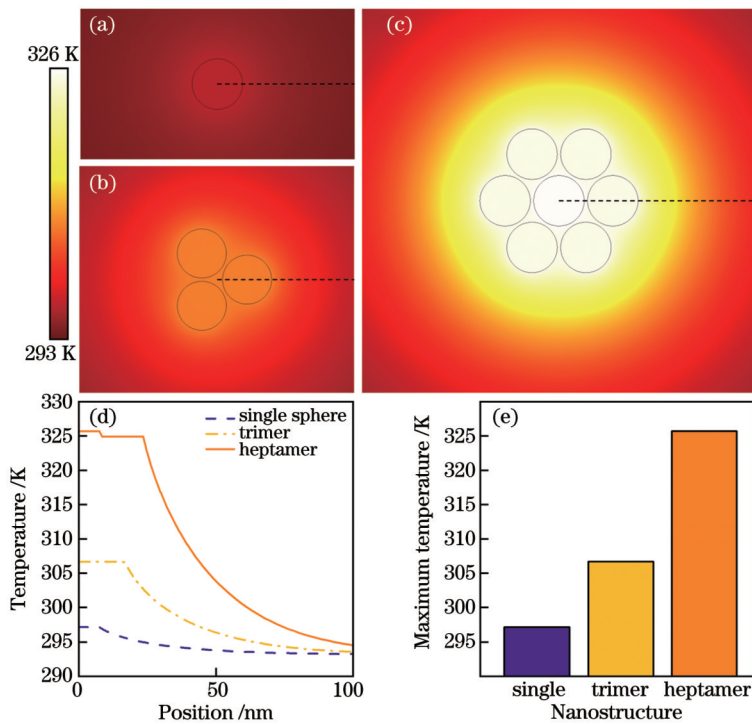 (a)
(b)
(c)
326 K
293 K
(d)
single sphere
trimer
heptamer
330
325
320
315
310
305
300
295
290
0
50
100
Temperature /K
Position /nm
(e)
330
325
320
315
310
305
300
295
Maximum temperature /K
single trimer heptamer
Nanostructure